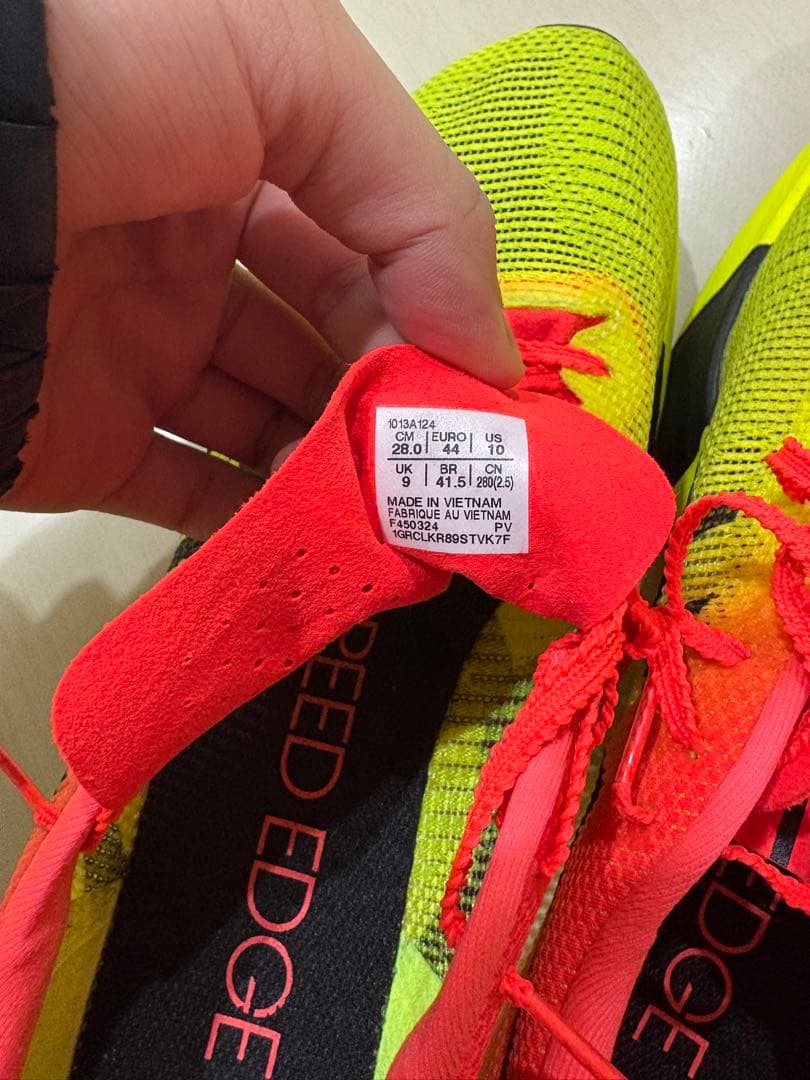 1013A124
CM EURO US
28.0 44 10
UK BR CN
9 41.5 280(2.5)
MADE IN VIETNAM
FABRIQUE AU VIETNAM
F450324 PV
1GRCLKR89STVK7F
PEED EDGE
EDGE